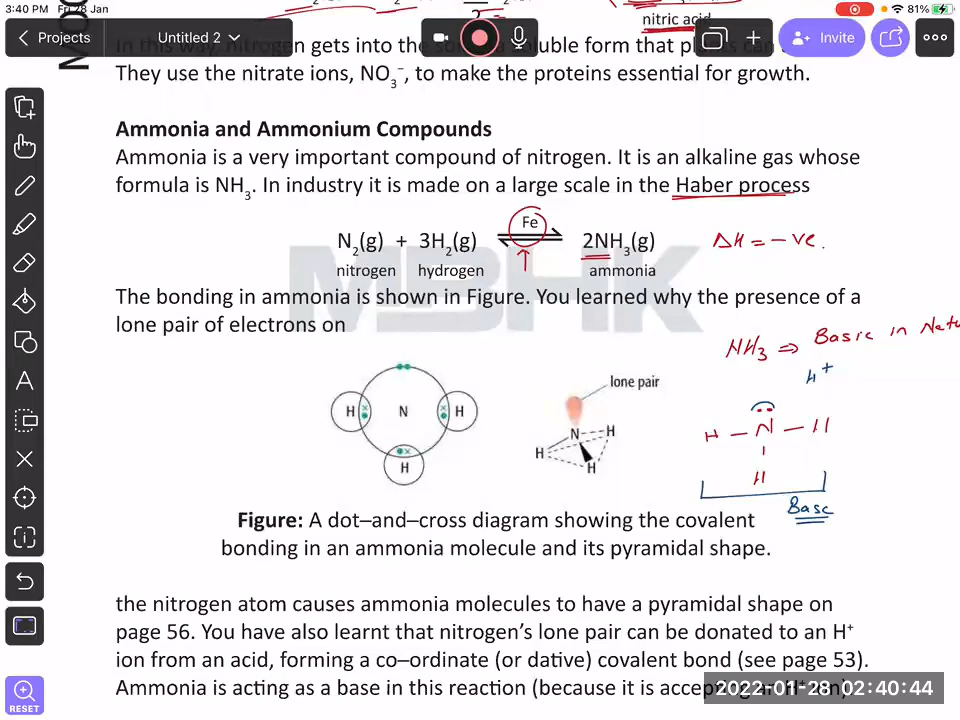 3:40 PM Fri 28 Jan
81%
Projects
Untitled 2
Invite
nitric acid
In this way, nitrogen gets into the soluble form that plants can
They use the nitrate ions, NO₃⁻, to make the proteins essential for growth.
Ammonia and Ammonium Compounds
Ammonia is a very important compound of nitrogen. It is an alkaline gas whose
formula is NH₃. In industry it is made on a large scale in the Haber process
Fe
N₂(g) + 3H₂(g) ⇌ 2NH₃(g) ΔH = -ve.
nitrogen hydrogen ammonia
MBHK
The bonding in ammonia is shown in Figure. You learned why the presence of a
lone pair of electrons on
NH₃ ⇒ Basic in Natu
H⁺
lone pair
H N H
H
N H
H
H
H — N — H
H
Base
Figure: A dot–and–cross diagram showing the covalent
bonding in an ammonia molecule and its pyramidal shape.
the nitrogen atom causes ammonia molecules to have a pyramidal shape on
page 56. You have also learnt that nitrogen's lone pair can be donated to an H⁺
ion from an acid, forming a co–ordinate (or dative) covalent bond (see page 53).
Ammonia is acting as a base in this reaction (because it is accepting an H⁺ ion)
2022-01-28 02:40:44
RESET